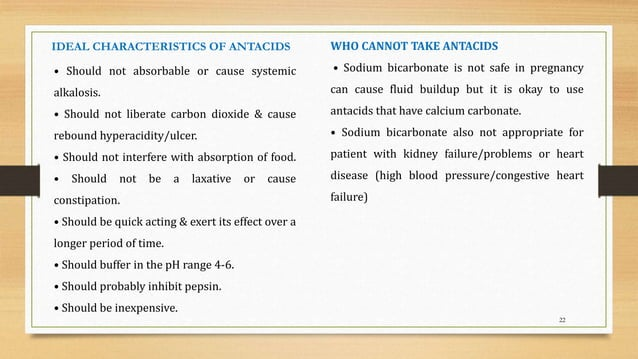 IDEAL CHARACTERISTICS OF ANTACIDS
• Should not absorbable or cause systemic
alkalosis.
• Should not liberate carbon dioxide & cause
rebound hyperacidity/ulcer.
• Should not interfere with absorption of food.
• Should not be a laxative or cause
constipation.
• Should be quick acting & exert its effect over a
longer period of time.
• Should buffer in the pH range 4-6.
• Should probably inhibit pepsin.
• Should be inexpensive.
WHO CANNOT TAKE ANTACIDS
• Sodium bicarbonate is not safe in pregnancy
can cause fluid buildup but it is okay to use
antacids that have calcium carbonate.
• Sodium bicarbonate also not appropriate for
patient with kidney failure/problems or heart
disease (high blood pressure/congestive heart
failure)
22